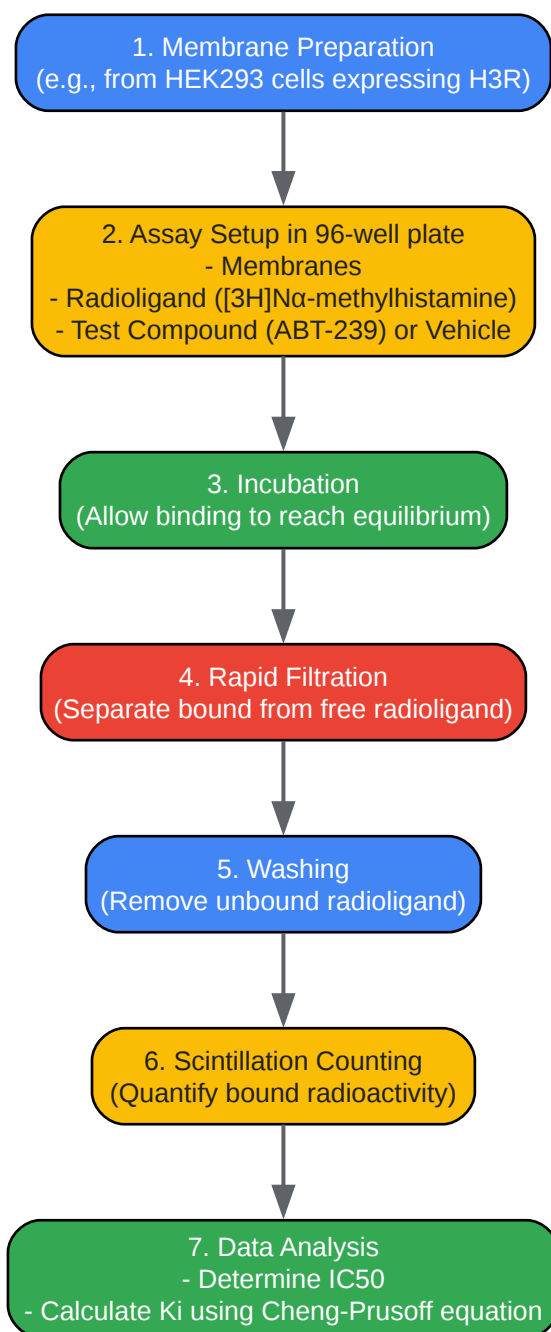 1. Membrane Preparation
(e.g., from HEK293 cells expressing H3R)
2. Assay Setup in 96-well plate
- Membranes
- Radioligand ([3H]Nα-methylhistamine)
- Test Compound (ABT-239) or Vehicle
3. Incubation
(Allow binding to reach equilibrium)
4. Rapid Filtration
(Separate bound from free radioligand)
5. Washing
(Remove unbound radioligand)
6. Scintillation Counting
(Quantify bound radioactivity)
7. Data Analysis
- Determine IC50
- Calculate Ki using Cheng-Prusoff equation